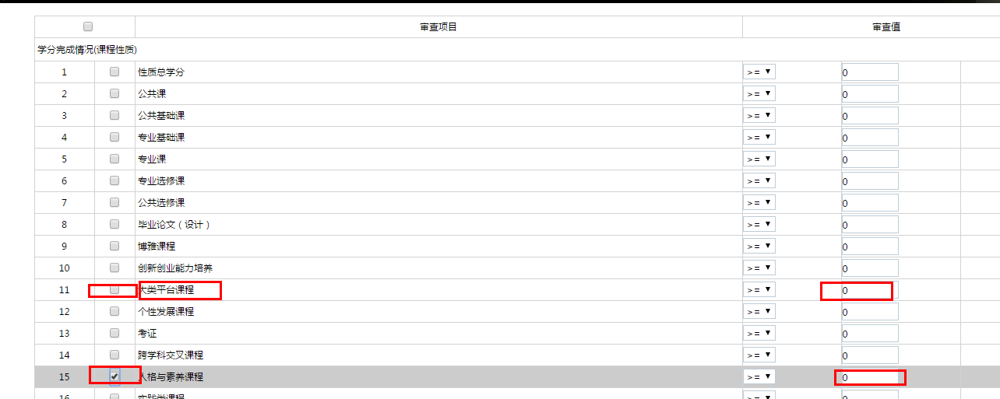 审查项目 审查值
学分完成情况(课程性质)
1 性质总学分 >= 0
2 公共课 >= 0
3 公共基础课 >= 0
4 专业基础课 >= 0
5 专业课 >= 0
6 专业选修课 >= 0
7 公共选修课 >= 0
8 毕业论文（设计） >= 0
9 博雅课程 >= 0
10 创新创业能力培养 >= 0
11 大类平台课程 >= 0
12 个性发展课程 >= 0
13 考证 >= 0
14 跨学科交叉课程 >= 0
15 人格与素养课程 >= 0
16 实践类课程 >= 0